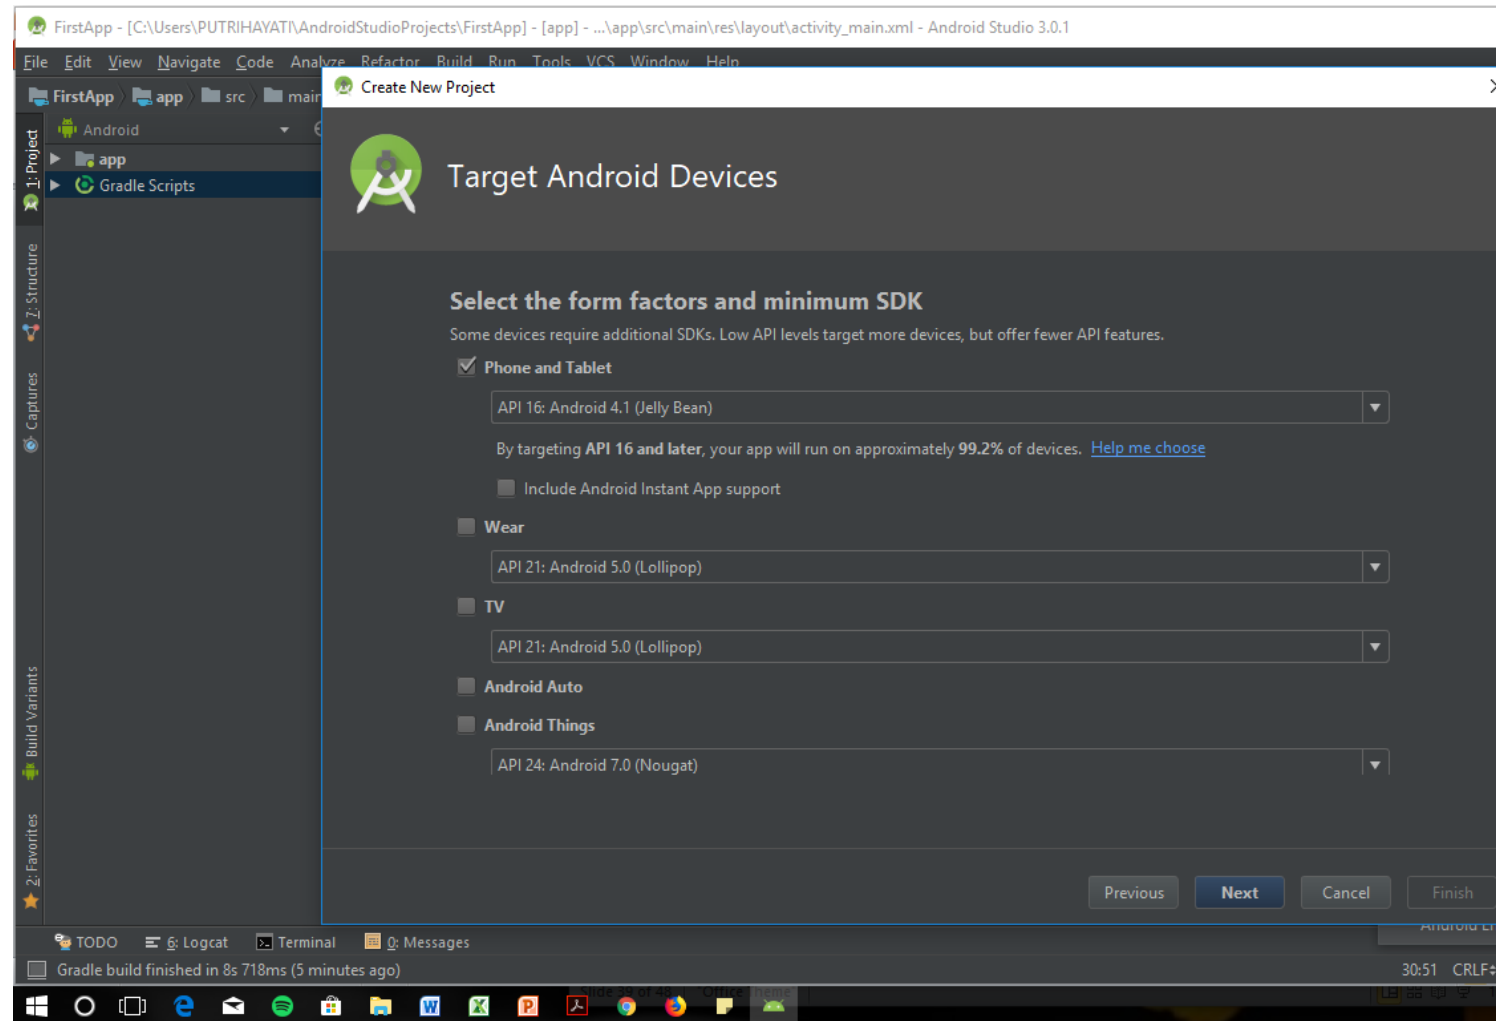 FirstApp - [C:\Users\PUTRIHAYATI\AndroidStudioProjects\FirstApp] - [app] - ...\app\src\main\res\layout\activity_main.xml - Android Studio 3.0.1
File Edit View Navigate Code Analyze Refactor Build Run Tools VCS Window Help
FirstApp app src main
Create New Project
Android
app
Gradle Scripts
1: Project
7: Structure
Captures
Build Variants
2: Favorites
Target Android Devices
Select the form factors and minimum SDK
Some devices require additional SDKs. Low API levels target more devices, but offer fewer API features.
Phone and Tablet
API 16: Android 4.1 (Jelly Bean)
By targeting API 16 and later, your app will run on approximately 99.2% of devices. Help me choose
Include Android Instant App support
Wear
API 21: Android 5.0 (Lollipop)
TV
API 21: Android 5.0 (Lollipop)
Android Auto
Android Things
API 24: Android 7.0 (Nougat)
Previous Next Cancel Finish
TODO 6: Logcat Terminal 0: Messages
Gradle build finished in 8s 718ms (5 minutes ago)
30:51 CRLF
Slide 39 of 48 Office Theme